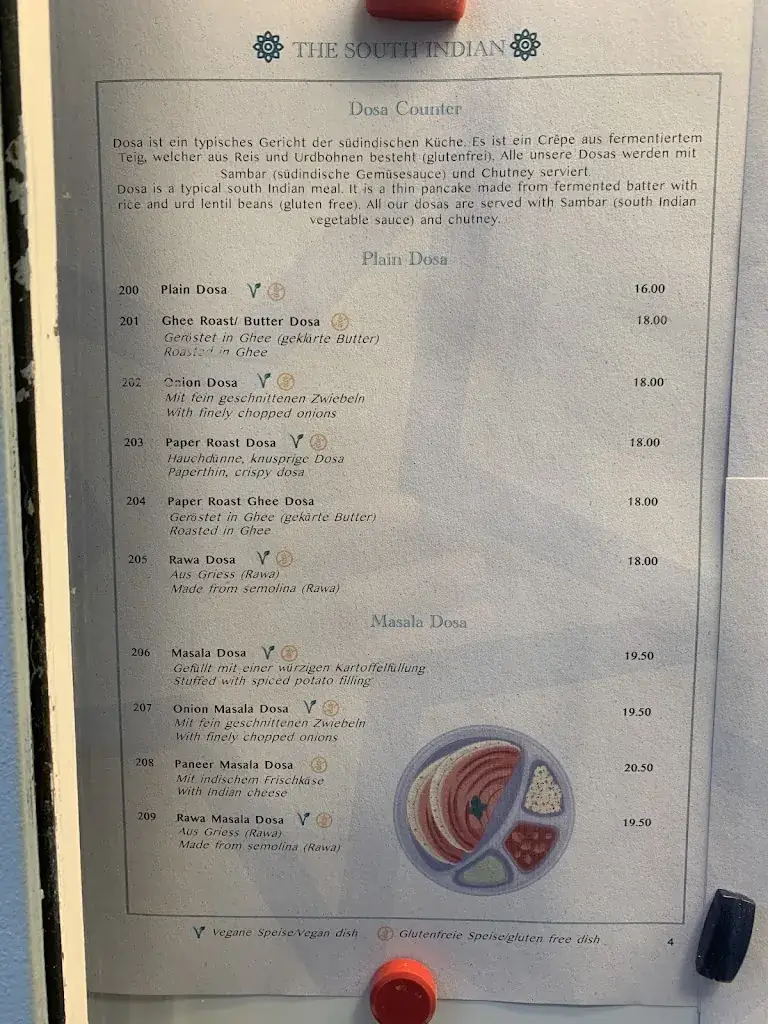 THE SOUTH INDIAN
Dosa Counter
Dosa ist ein typisches Gericht der südindischen Küche. Es ist ein Crêpe aus fermentiertem
Teig, welcher aus Reis und Urdbohnen besteht (glutenfrei). Alle unsere Dosas werden mit
Sambar (südindische Gemüsesauce) und Chutney serviert.
Dosa is a typical south Indian meal. It is a thin pancake made from fermented batter with
rice and urd lentil beans (gluten free). All our dosas are served with Sambar (south Indian
vegetable sauce) and chutney.
Plain Dosa
200 Plain Dosa 16.00
201 Ghee Roast/ Butter Dosa 18.00
Geröstet in Ghee (geklärte Butter)
Roasted in Ghee
202 Onion Dosa 18.00
Mit fein geschnittenen Zwiebeln
With finely chopped onions
203 Paper Roast Dosa 18.00
Hauchdünne, knusprige Dosa
Paperthin, crispy dosa
204 Paper Roast Ghee Dosa 18.00
Geröstet in Ghee (gekärte Butter)
Roasted in Ghee
205 Rawa Dosa 18.00
Aus Griess (Rawa)
Made from semolina (Rawa)
Masala Dosa
206 Masala Dosa 19.50
Gefüllt mit einer würzigen Kartoffelfüllung
Stuffed with spiced potato filling
207 Onion Masala Dosa 19.50
Mit fein geschnittenen Zwiebeln
With finely chopped onions
208 Paneer Masala Dosa 20.50
Mit indischem Frischkäse
With Indian cheese
209 Rawa Masala Dosa 19.50
Aus Griess (Rawa)
Made from semolina (Rawa)
Vegane Speise/Vegan dish Glutenfreie Speise/gluten free dish
4